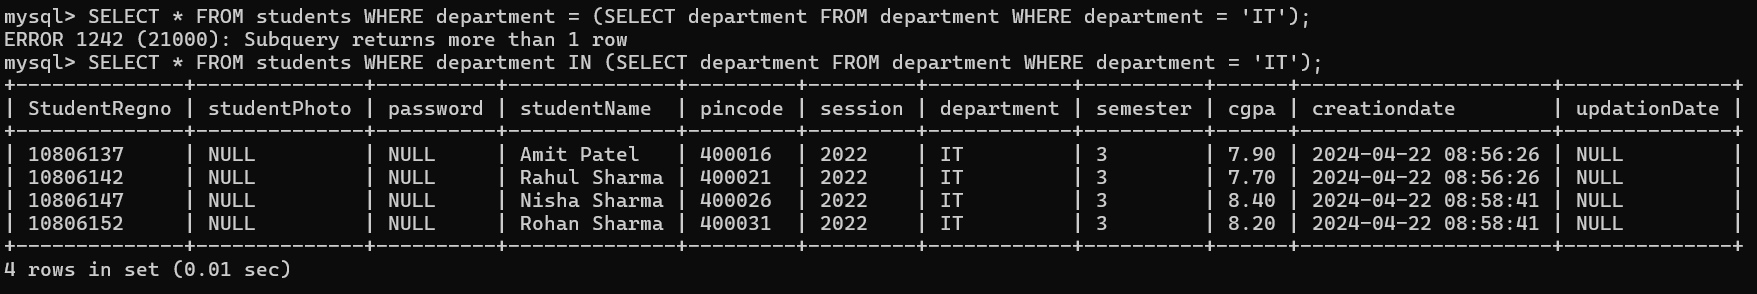 mysql> SELECT * FROM students WHERE department = (SELECT department FROM department WHERE department = 'IT');
ERROR 1242 (21000): Subquery returns more than 1 row
mysql> SELECT * FROM students WHERE department IN (SELECT department FROM department WHERE department = 'IT');
+--------------+--------------+----------+--------------+---------+---------+------------+----------+------+---------------------+--------------+
| StudentRegno | studentPhoto | password | studentName  | pincode | session | department | semester | cgpa | creationdate        | updationDate |
+--------------+--------------+----------+--------------+---------+---------+------------+----------+------+---------------------+--------------+
| 10806137     | NULL         | NULL     | Amit Patel   | 400016  | 2022    | IT         | 3        | 7.90 | 2024-04-22 08:56:26 | NULL         |
| 10806142     | NULL         | NULL     | Rahul Sharma | 400021  | 2022    | IT         | 3        | 7.70 | 2024-04-22 08:56:26 | NULL         |
| 10806147     | NULL         | NULL     | Nisha Sharma | 400026  | 2022    | IT         | 3        | 8.40 | 2024-04-22 08:58:41 | NULL         |
| 10806152     | NULL         | NULL     | Rohan Sharma | 400031  | 2022    | IT         | 3        | 8.20 | 2024-04-22 08:58:41 | NULL         |
+--------------+--------------+----------+--------------+---------+---------+------------+----------+------+---------------------+--------------+
4 rows in set (0.01 sec)